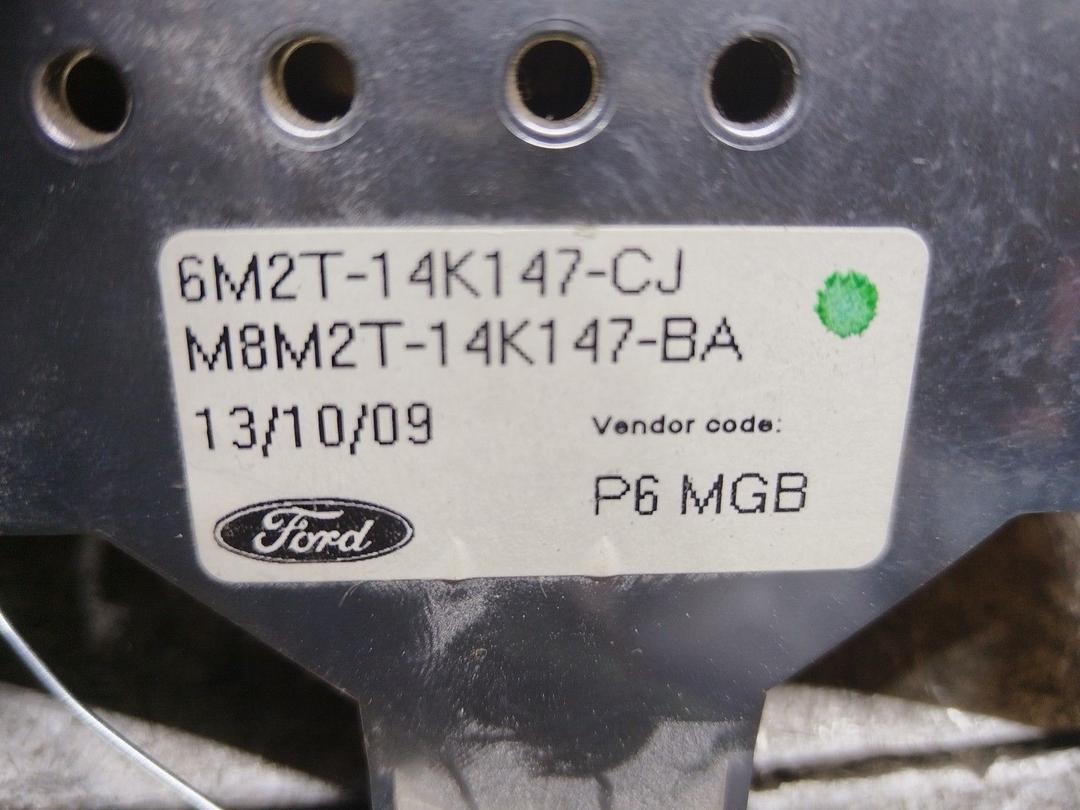 6M2T-14K147-CJ
M8M2T-14K147-BA
13/10/09
Vendor code:
P6 MGB
Ford